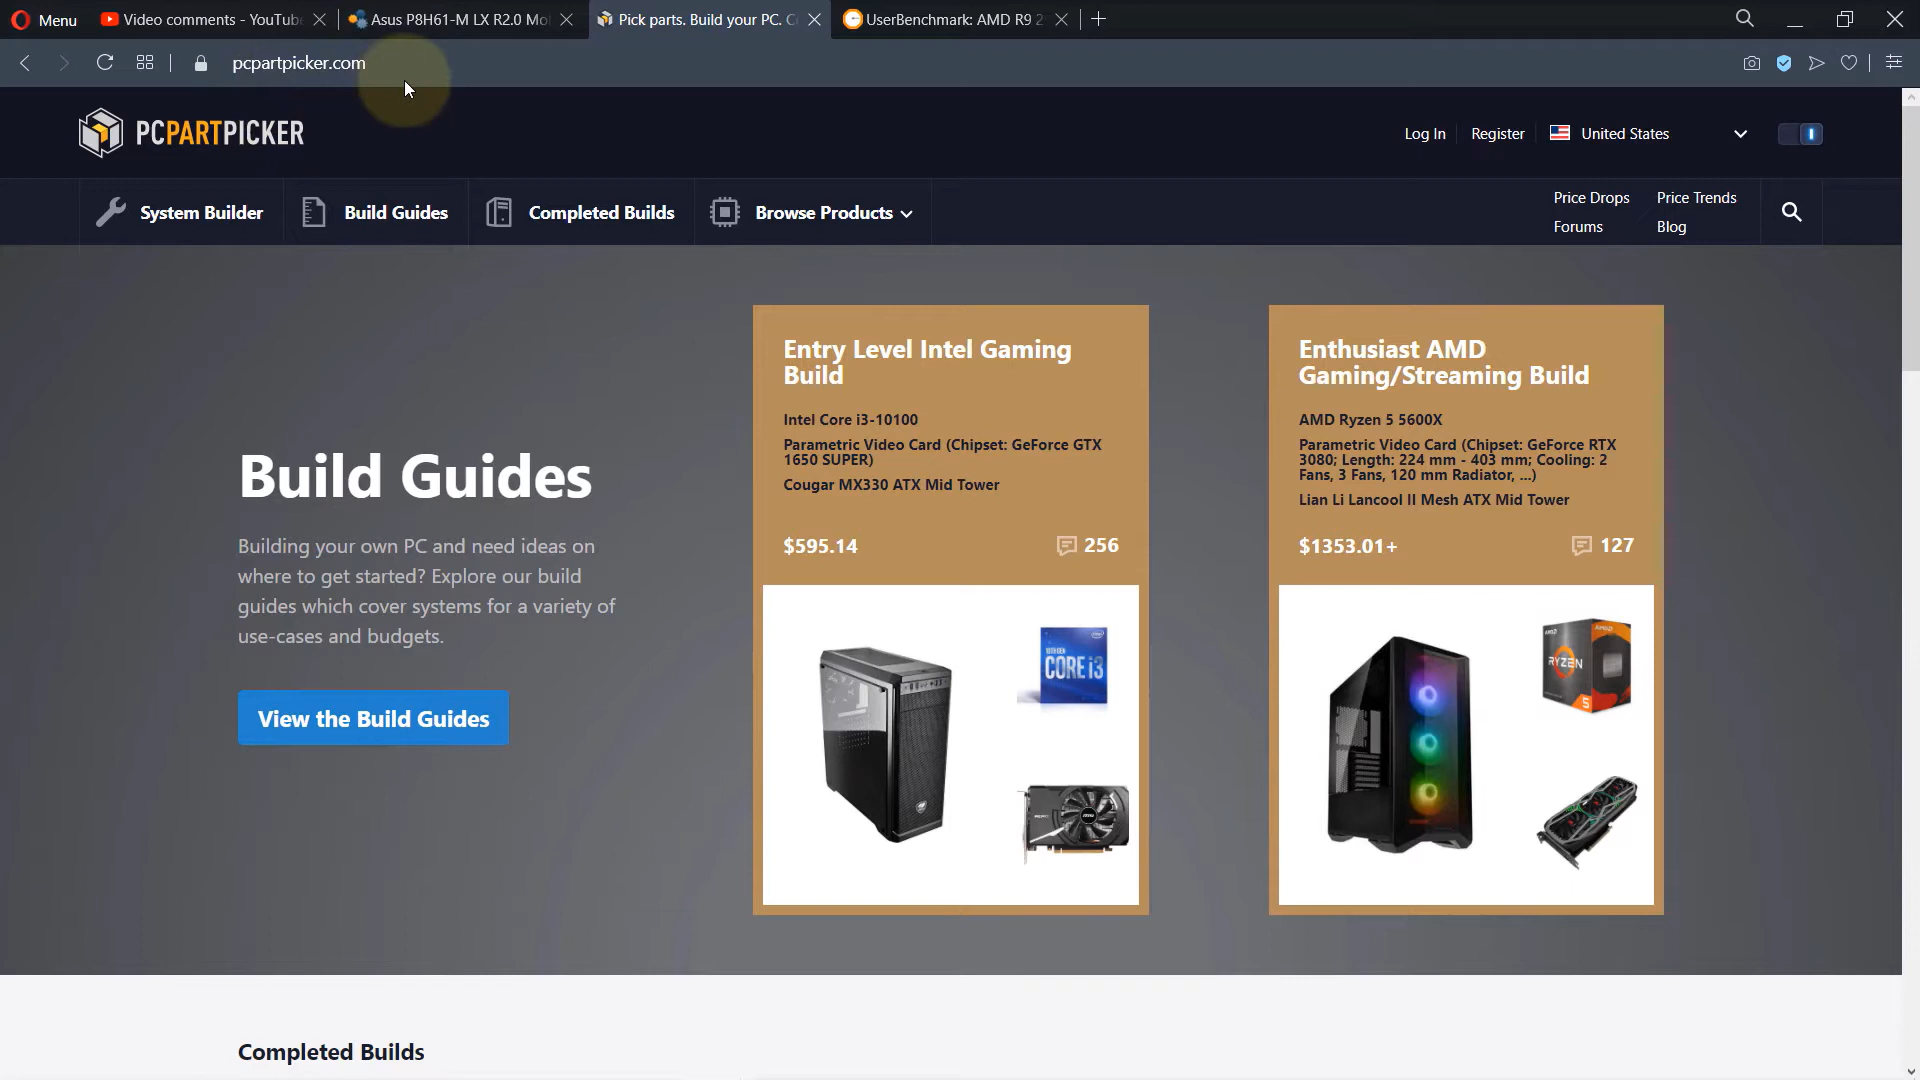 Menu
Video comments - YouTube
Asus P8H61-M LX R2.0 Mo
Pick parts. Build your PC. C
UserBenchmark: AMD R9 2
pcpartpicker.com
PCPARTPICKER
Log In
Register
United States
System Builder
Build Guides
Completed Builds
Browse Products
Price Drops
Price Trends
Forums
Blog
Build Guides
Building your own PC and need ideas on
where to get started? Explore our build
guides which cover systems for a variety of
use-cases and budgets.
View the Build Guides
Entry Level Intel Gaming
Build
Intel Core i3-10100
Parametric Video Card (Chipset: GeForce GTX
1650 SUPER)
Cougar MX330 ATX Mid Tower
$595.14
256
CORE i3
Enthusiast AMD
Gaming/Streaming Build
AMD Ryzen 5 5600X
Parametric Video Card (Chipset: GeForce RTX
3080; Length: 224 mm - 403 mm; Cooling: 2
Fans, 3 Fans, 120 mm Radiator, ...)
Lian Li Lancool II Mesh ATX Mid Tower
$1353.01+
127
RYZEN
5
Completed Builds